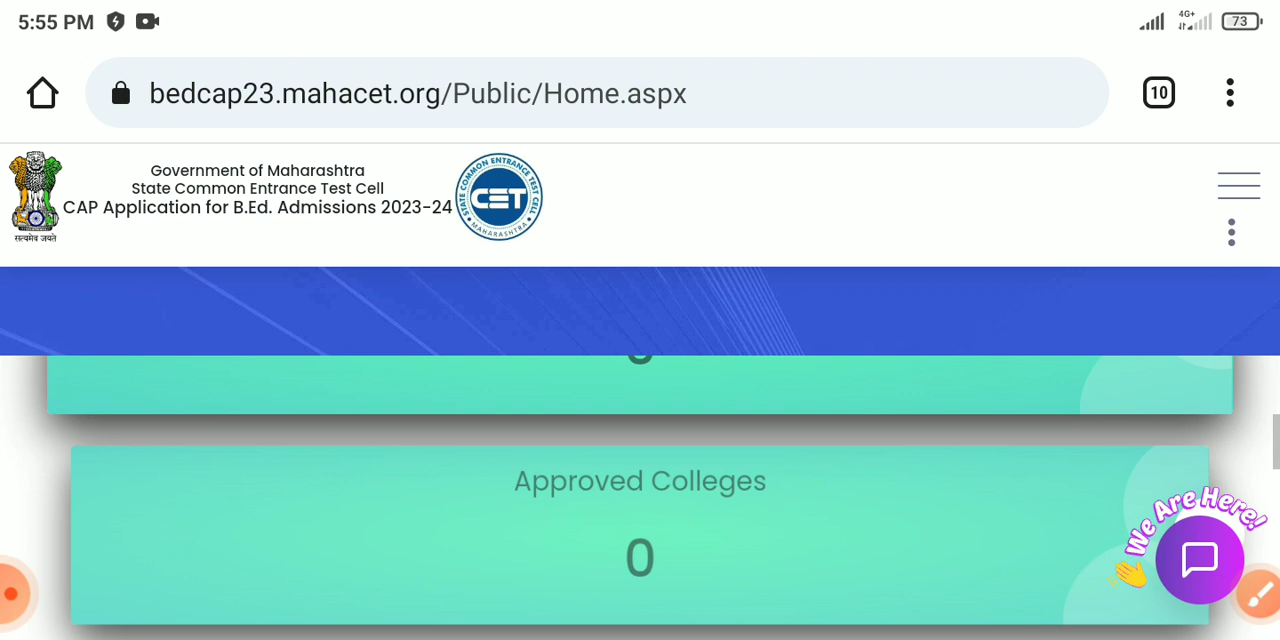 5:55 PM
4G+
73
bedcap23.mahacet.org/Public/Home.aspx
10
Government of Maharashtra
State Common Entrance Test Cell
CAP Application for B.Ed. Admissions 2023-24
STATE COMMON ENTRANCE TEST CELL
CET
MAHARASHTRA
सत्यमेव जयते
Approved Colleges
0
We Are Here!